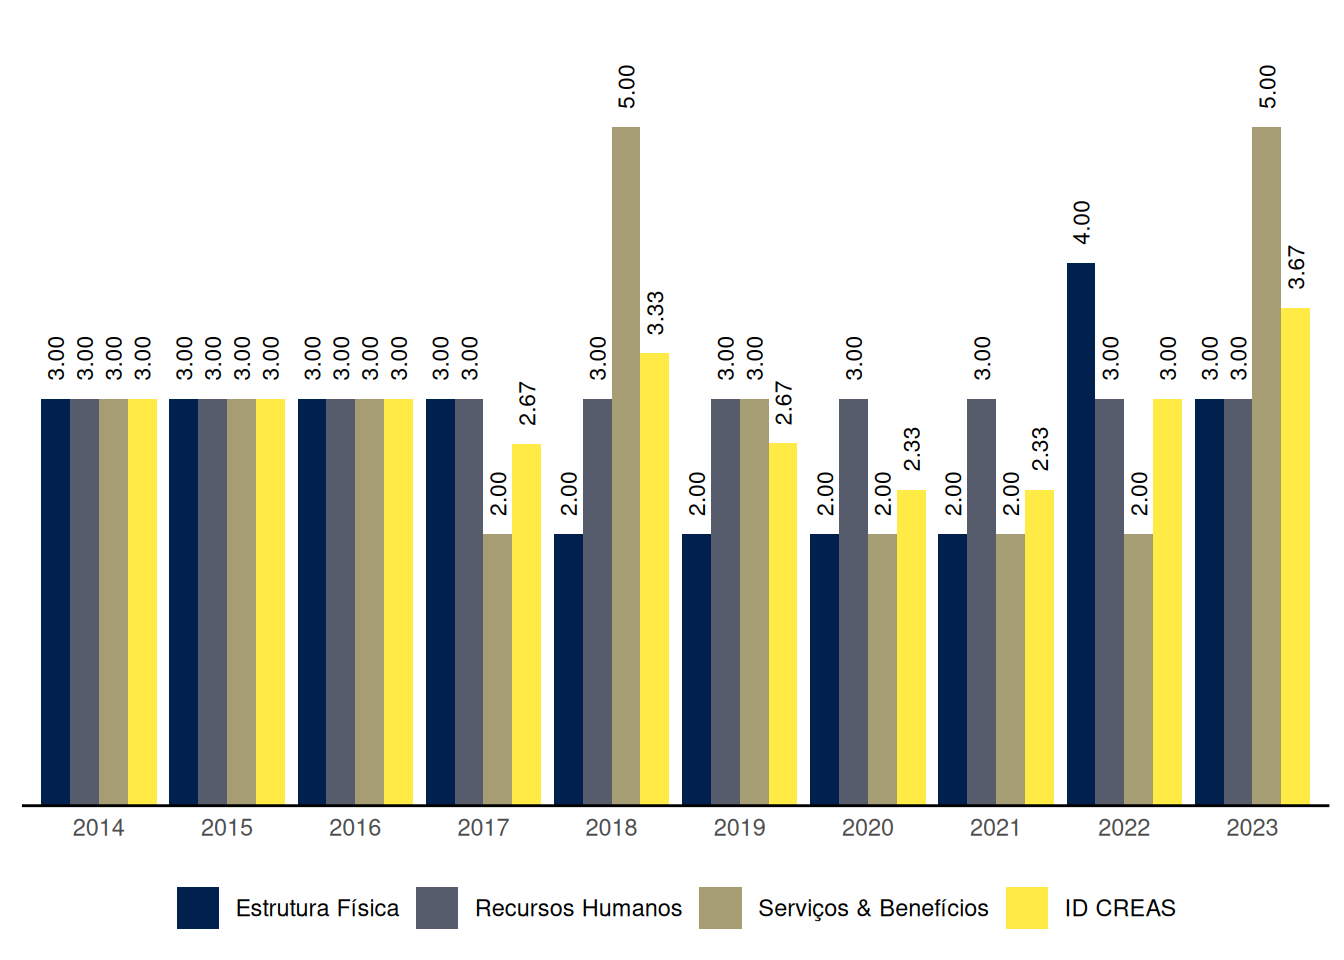 5.00 5.00
4.00
3.67
3.33
3.00 3.00 3.00 3.00 3.00 3.00 3.00 3.00 3.00 3.00 3.00 3.00 3.00 3.00 3.00 3.00 3.00 3.00 3.00 3.00 3.00 3.00 3.00
2.67 2.67
2.33 2.33
2.00 2.00 2.00 2.00 2.00 2.00 2.00 2.00
2014 2015 2016 2017 2018 2019 2020 2021 2022 2023
Estrutura Física Recursos Humanos Serviços & Benefícios ID CREAS